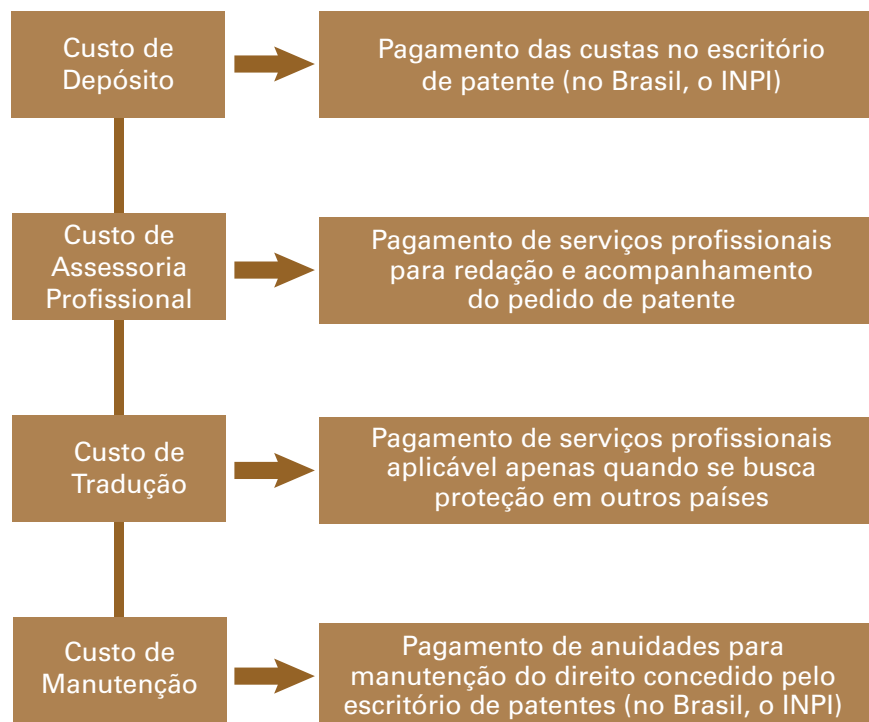 Custo de
Depósito
Pagamento das custas no escritório
de patente (no Brasil, o INPI)
Custo de
Assessoria
Profissional
Pagamento de serviços profissionais
para redação e acompanhamento
do pedido de patente
Custo de
Tradução
Pagamento de serviços profissionais
aplicável apenas quando se busca
proteção em outros países
Custo de
Manutenção
Pagamento de anuidades para
manutenção do direito concedido pelo
escritório de patentes (no Brasil, o INPI)